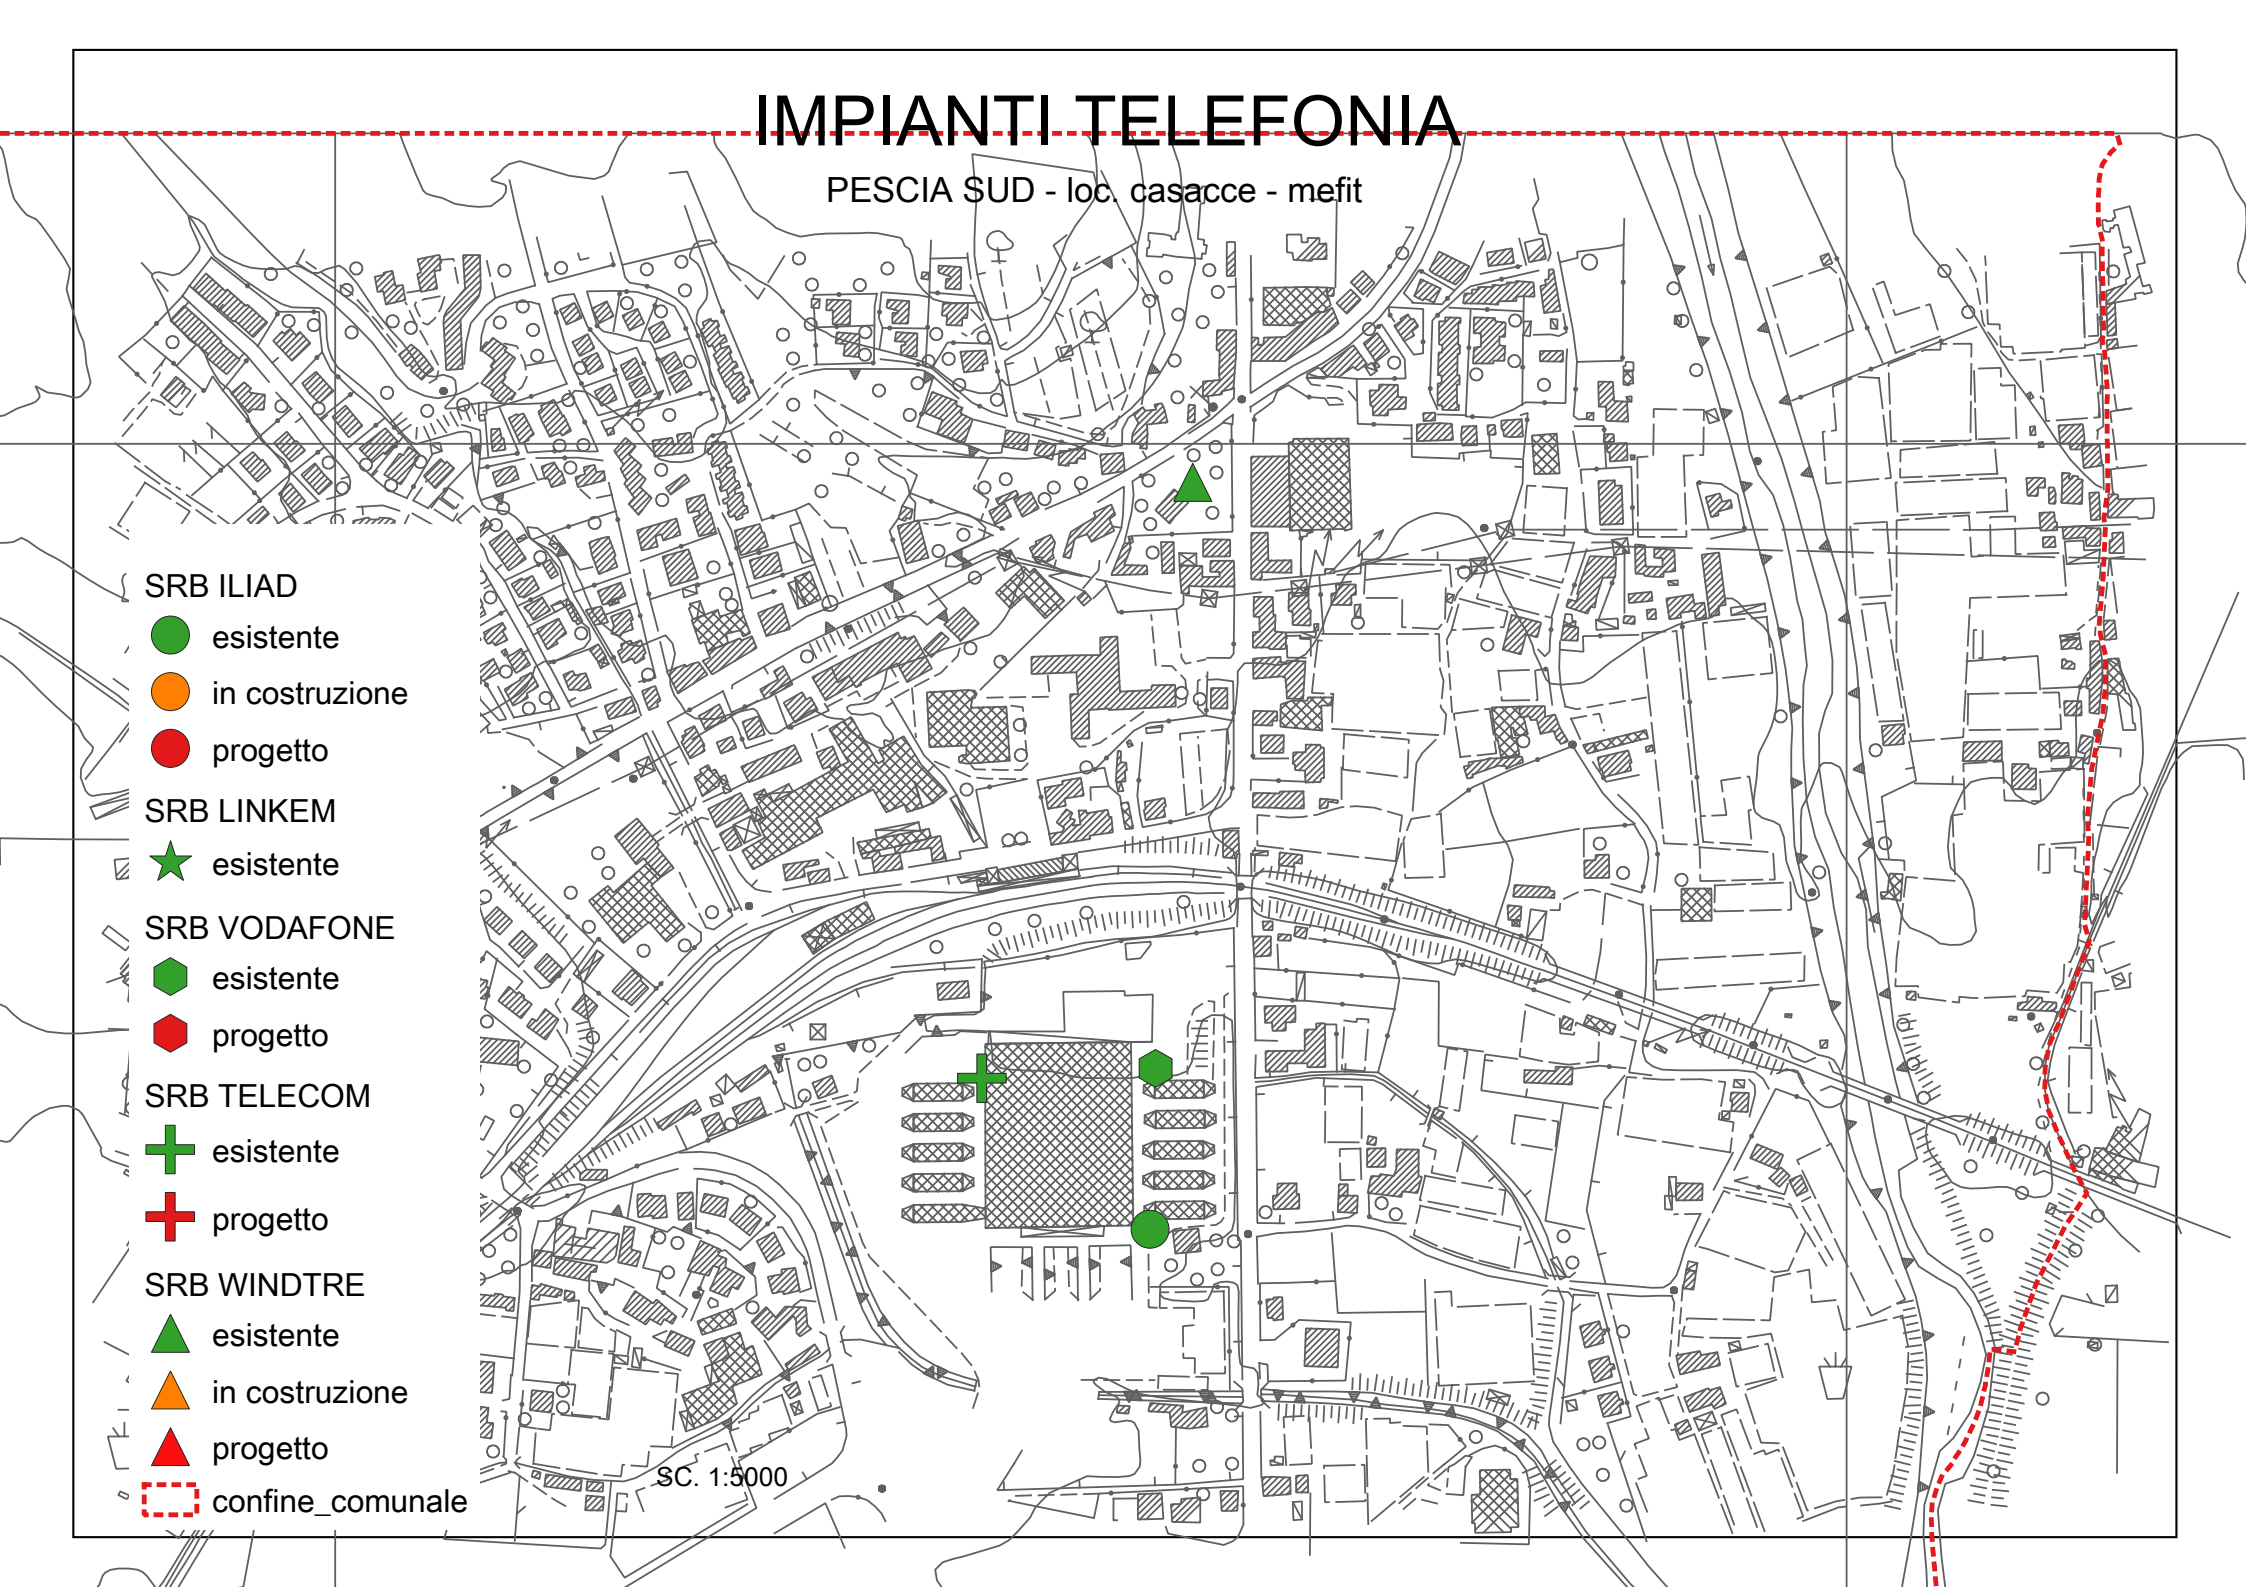 IMPIANTI TELEFONIA
PESCIA SUD - loc. casacce - mefit
SRB ILIAD
esistente
in costruzione
progetto
SRB LINKEM
esistente
SRB VODAFONE
esistente
progetto
SRB TELECOM
esistente
progetto
SRB WINDTRE
esistente
in costruzione
progetto
confine_comunale
SC. 1:5000